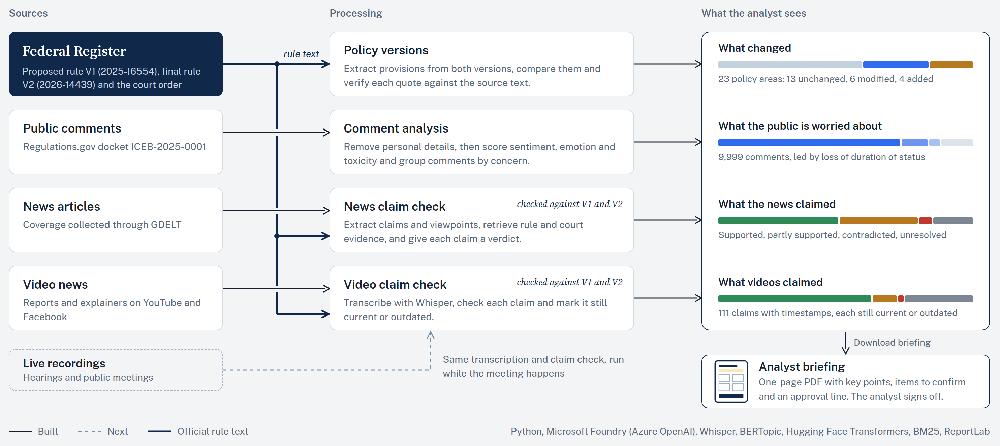 Sources
Processing
What the analyst sees
Federal Register
Proposed rule V1 (2025-16554), final rule
V2 (2026-14439) and the court order
rule text
Policy versions
Extract provisions from both versions, compare them and
verify each quote against the source text.
What changed
23 policy areas: 13 unchanged, 6 modified, 4 added
Public comments
Regulations.gov docket ICEB-2025-0001
Comment analysis
Remove personal details, then score sentiment, emotion and
toxicity and group comments by concern.
What the public is worried about
9,999 comments, led by loss of duration of status
News articles
Coverage collected through GDELT
News claim check
checked against V1 and V2
Extract claims and viewpoints, retrieve rule and court
evidence, and give each claim a verdict.
What the news claimed
Supported, partly supported, contradicted, unresolved
Video news
Reports and explainers on YouTube and
Facebook
Video claim check
checked against V1 and V2
Transcribe with Whisper, check each claim and mark it still
current or outdated.
What videos claimed
111 claims with timestamps, each still current or outdated
Download briefing
Live recordings
Hearings and public meetings
Same transcription and claim check, run
while the meeting happens
Analyst briefing
One-page PDF with key points, items to confirm
and an approval line. The analyst signs off.
Built
Next
Official rule text
Python, Microsoft Foundry (Azure OpenAI), Whisper, BERTopic, Hugging Face Transformers, BM25, ReportLab